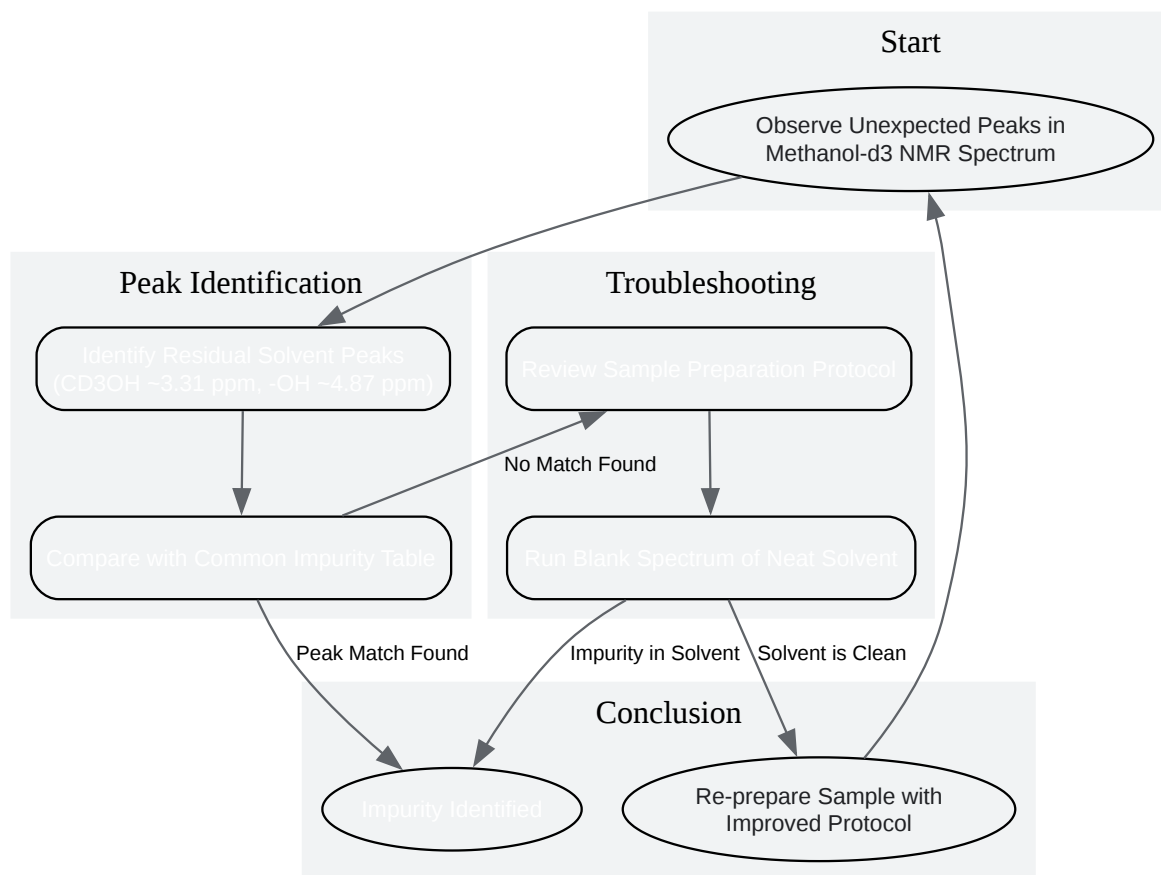 Start
Observe Unexpected Peaks in
Methanol-d3 NMR Spectrum
Peak Identification
Troubleshooting
Identify Residual Solvent Peaks
(CD3OH ~3.31 ppm, -OH ~4.87 ppm)
Review Sample Preparation Protocol
No Match Found
Compare with Common Impurity Table
Run Blank Spectrum of Neat Solvent
Peak Match Found
Impurity in Solvent
Solvent is Clean
Conclusion
Impurity Identified
Re-prepare Sample with
Improved Protocol